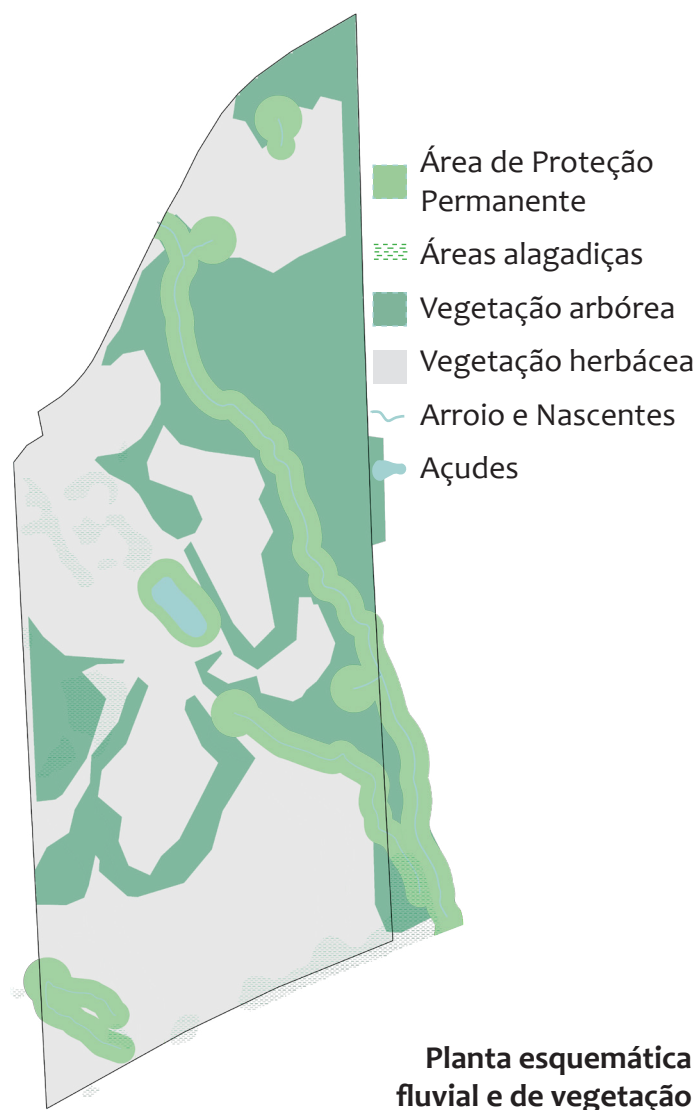 Área de Proteção
Permanente
Áreas alagadiças
Vegetação arbórea
Vegetação herbácea
Arroio e Nascentes
Açudes
Planta esquemática
fluvial e de vegetação